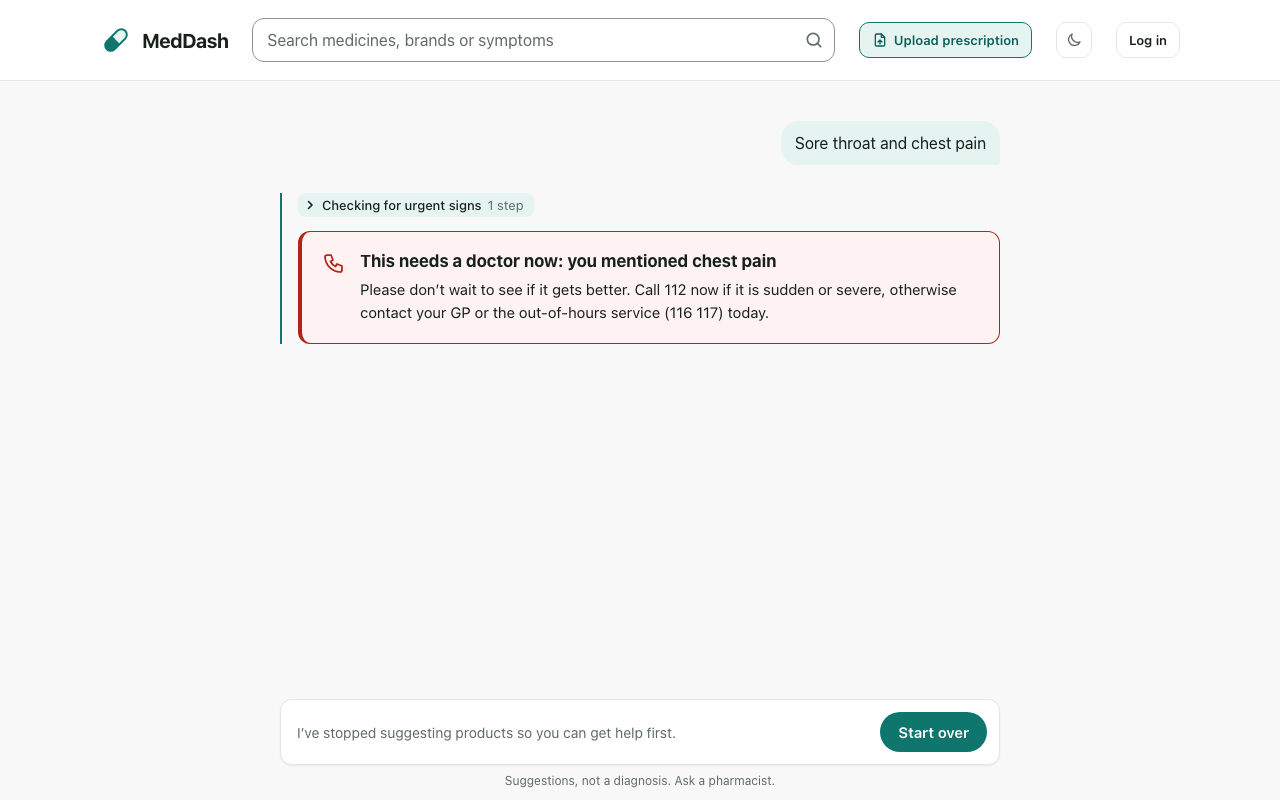 MedDash
Search medicines, brands or symptoms
Upload prescription
Log in
Sore throat and chest pain
Checking for urgent signs 1 step
This needs a doctor now: you mentioned chest pain
Please don’t wait to see if it gets better. Call 112 now if it is sudden or severe, otherwise
contact your GP or the out-of-hours service (116 117) today.
I’ve stopped suggesting products so you can get help first.
Start over
Suggestions, not a diagnosis. Ask a pharmacist.